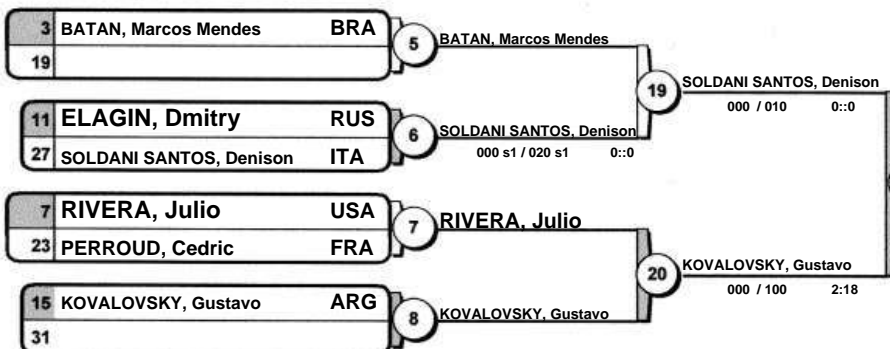 3 BATAN, Marcos Mendes BRA
19
5
BATAN, Marcos Mendes
11 ELAGIN, Dmitry RUS
27 SOLDANI SANTOS, Denison ITA
6
SOLDANI SANTOS, Denison
000 s1 / 020 s1 0::0
19
SOLDANI SANTOS, Denison
000 / 010 0::0
7 RIVERA, Julio USA
23 PERROUD, Cedric FRA
7
RIVERA, Julio
15 KOVALOVSKY, Gustavo ARG
31
8
KOVALOVSKY, Gustavo
20
KOVALOVSKY, Gustavo
000 / 100 2:18